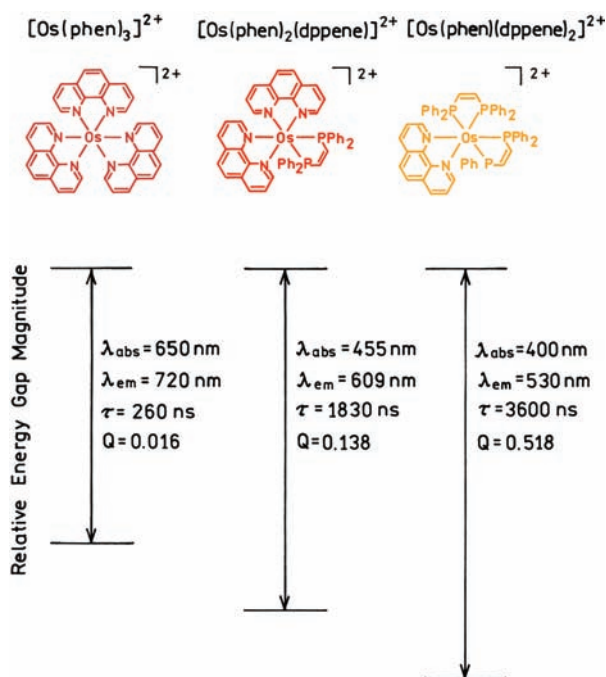 [Os(phen)₃]²⁺ [Os(phen)₂(dppene)]²⁺ [Os(phen)(dppene)₂]²⁺
2+ 2+ 2+
N N N N Ph₂P PPh₂
N Os N N Os PPh₂ N Os PPh₂
N N N Ph₂P N Ph P
Relative Energy Gap Magnitude
λabs = 650 nm
λem = 720 nm
τ = 260 ns
Q = 0.016
λabs = 455 nm
λem = 609 nm
τ = 1830 ns
Q = 0.138
λabs = 400 nm
λem = 530 nm
τ = 3600 ns
Q = 0.518